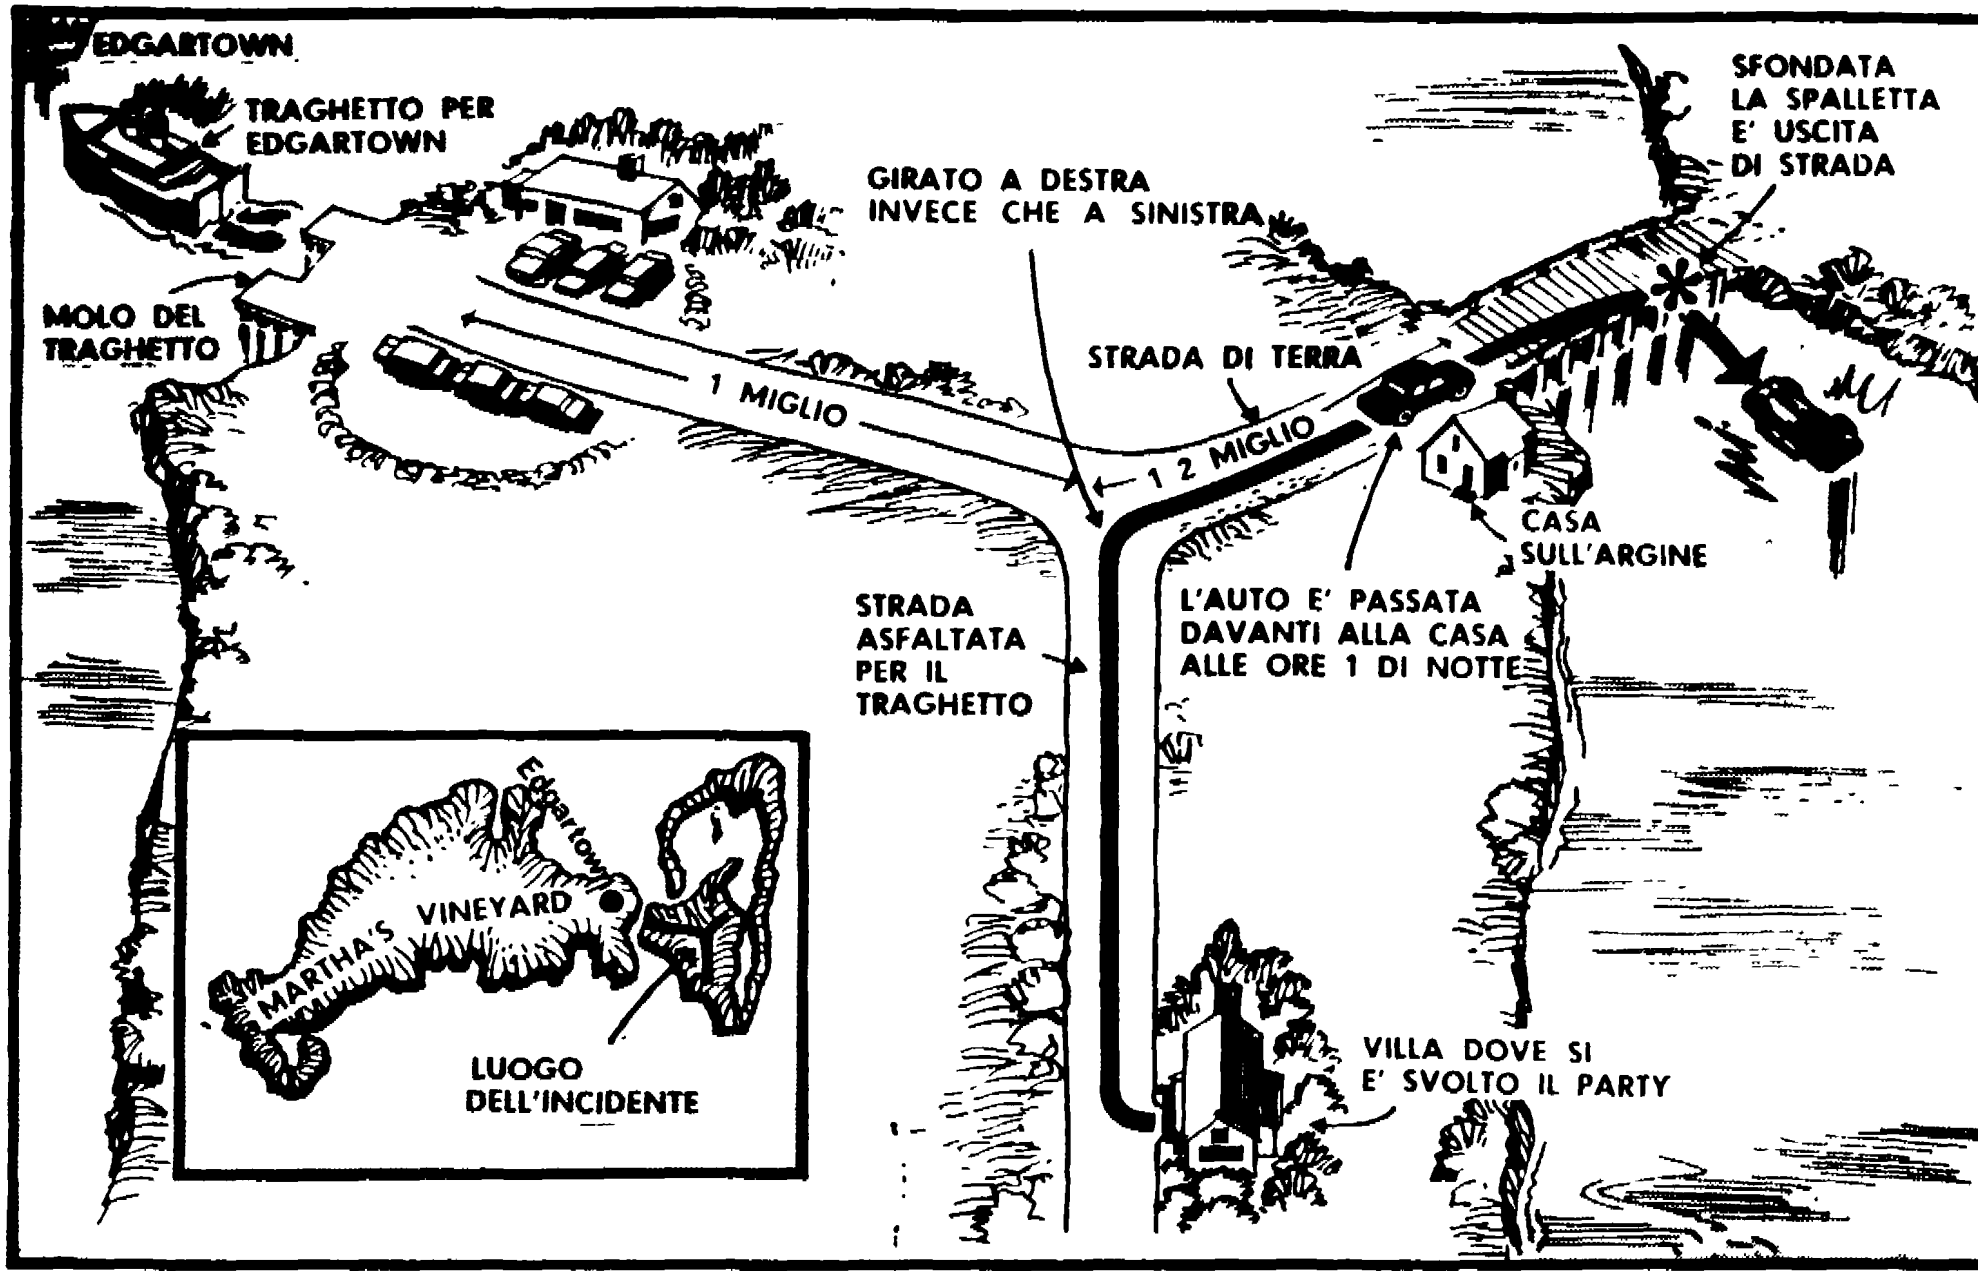 EDGARTOWN
TRAGHETTO PER
EDGARTOWN
MOLO DEL
TRAGHETTO
GIRATO A DESTRA
INVECE CHE A SINISTRA
SFONDATA
LA SPALLETTA
E' USCITA
DI STRADA
STRADA DI TERRA
1 MIGLIO
1 2 MIGLIO
CASA
SULL'ARGINE
L'AUTO E' PASSATA
DAVANTI ALLA CASA
ALLE ORE 1 DI NOTTE
STRADA
ASFALTATA
PER IL
TRAGHETTO
Edgartown
MARTHA'S VINEYARD
LUOGO
DELL'INCIDENTE
VILLA DOVE SI
E' SVOLTO IL PARTY